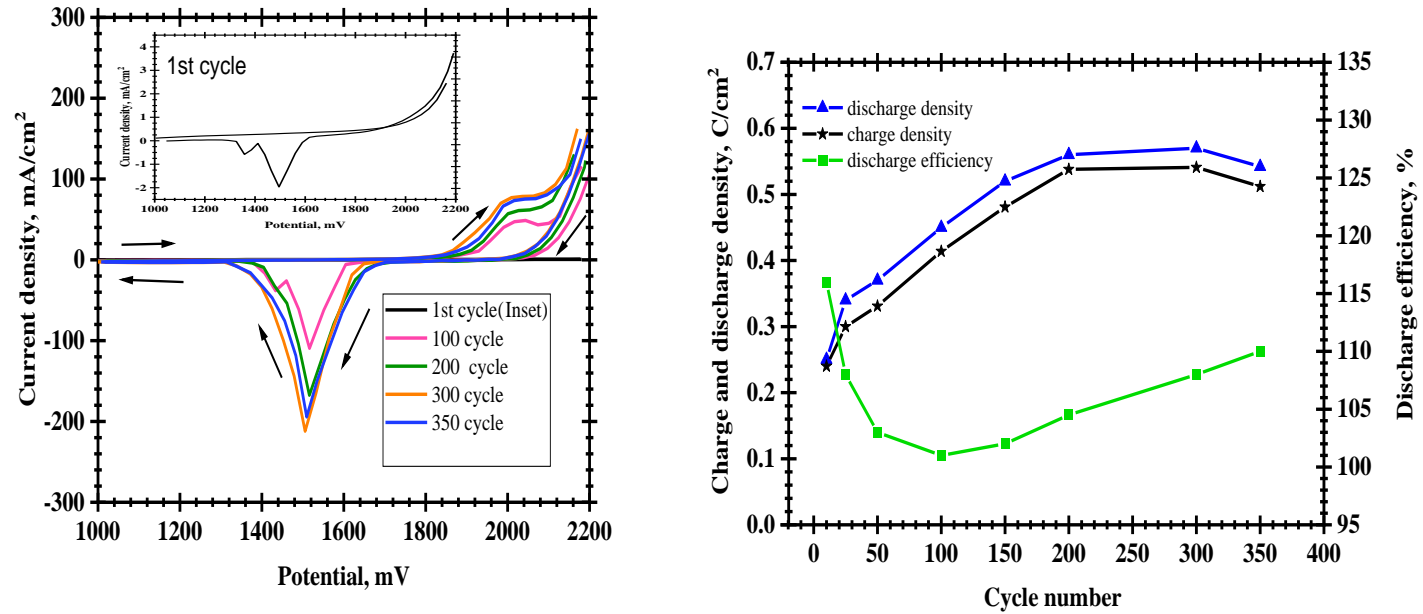 300
200
100
0
-100
-200
-300
Current density, mA/cm²
1000 1200 1400 1600 1800 2000 2200
Potential, mV
1st cycle
4
3
2
1
0
-1
-2
Current density, mA/cm²
1000 1200 1400 1600 1800 2000 2200
Potential, mV
1st cycle(Inset)
100 cycle
200 cycle
300 cycle
350 cycle
0.7
0.6
0.5
0.4
0.3
0.2
0.1
0.0
Charge and discharge density, C/cm²
discharge density
charge density
discharge efficiency
135
130
125
120
115
110
105
100
95
Discharge efficiency, %
0 50 100 150 200 250 300 350 400
Cycle number